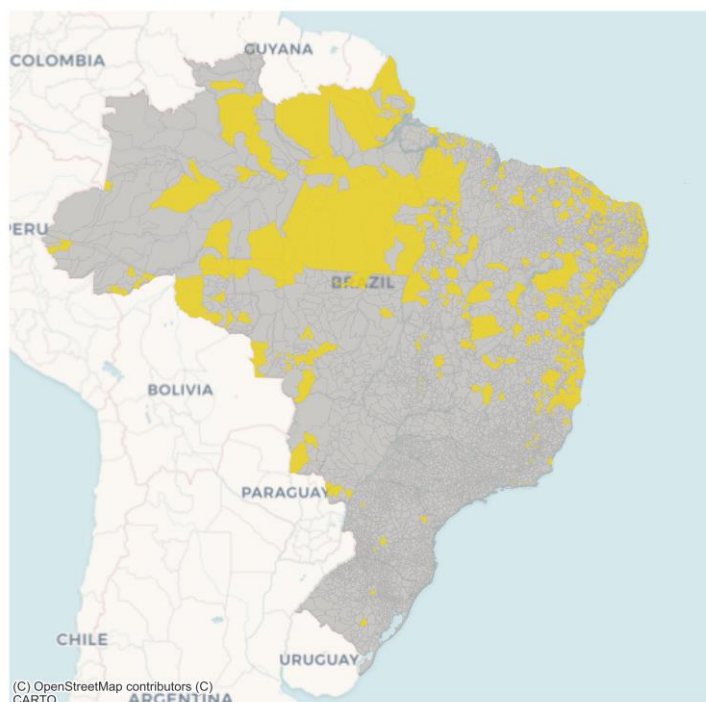 GUYANA
COLOMBIA
PERU
BRAZIL
BOLIVIA
PARAGUAY
CHILE
URUGUAY
(C) OpenStreetMap contributors (C)
CARTO
ARGENTINA